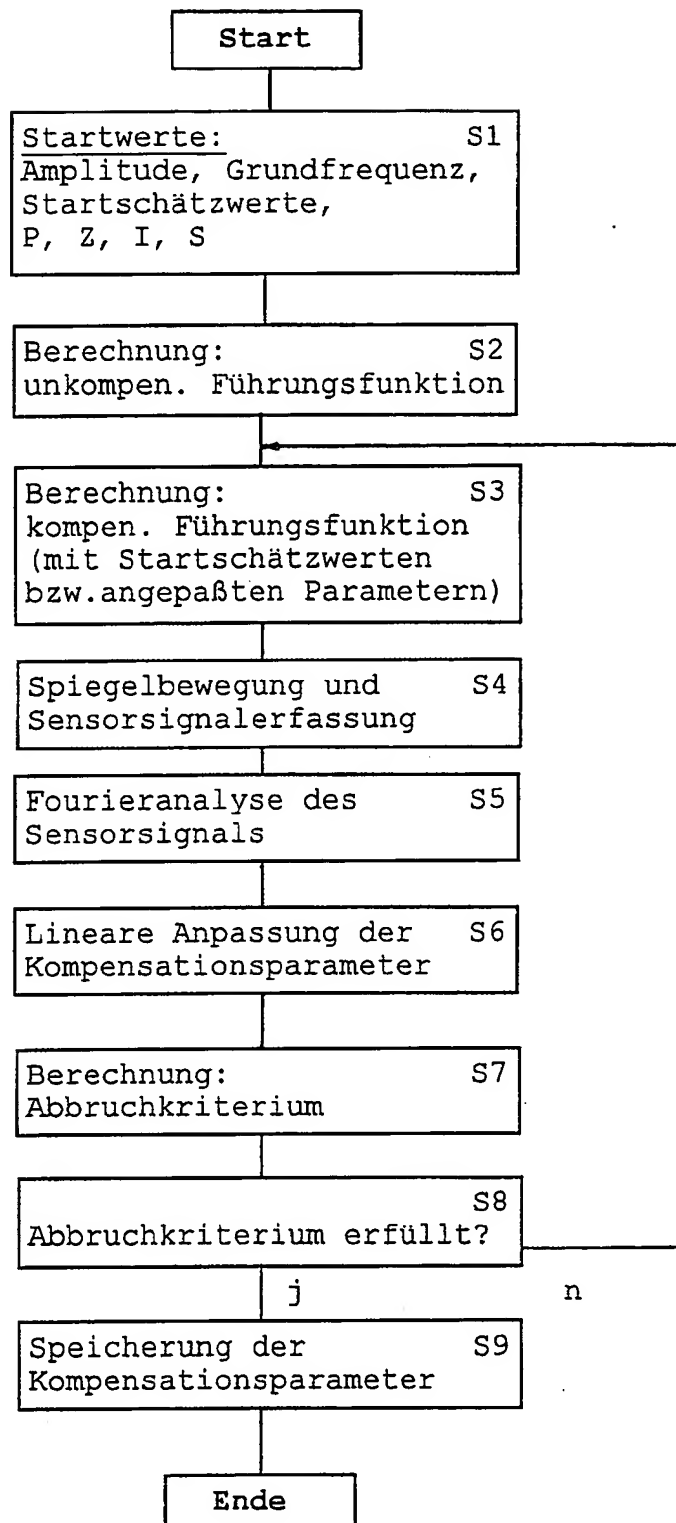 Start
Startwerte: S1
Amplitude, Grundfrequenz,
Startschätzwerte,
P, Z, I, S
Berechnung: S2
unkompen. Führungsfunktion
Berechnung: S3
kompen. Führungsfunktion
(mit Startschätzwerten
bzw.angepaßten Parametern)
Spiegelbewegung und S4
Sensorsignalerfassung
Fourieranalyse des S5
Sensorsignals
Lineare Anpassung der S6
Kompensationsparameter
Berechnung: S7
Abbruchkriterium
S8
Abbruchkriterium erfüllt?
j n
Speicherung der S9
Kompensationsparameter
Ende